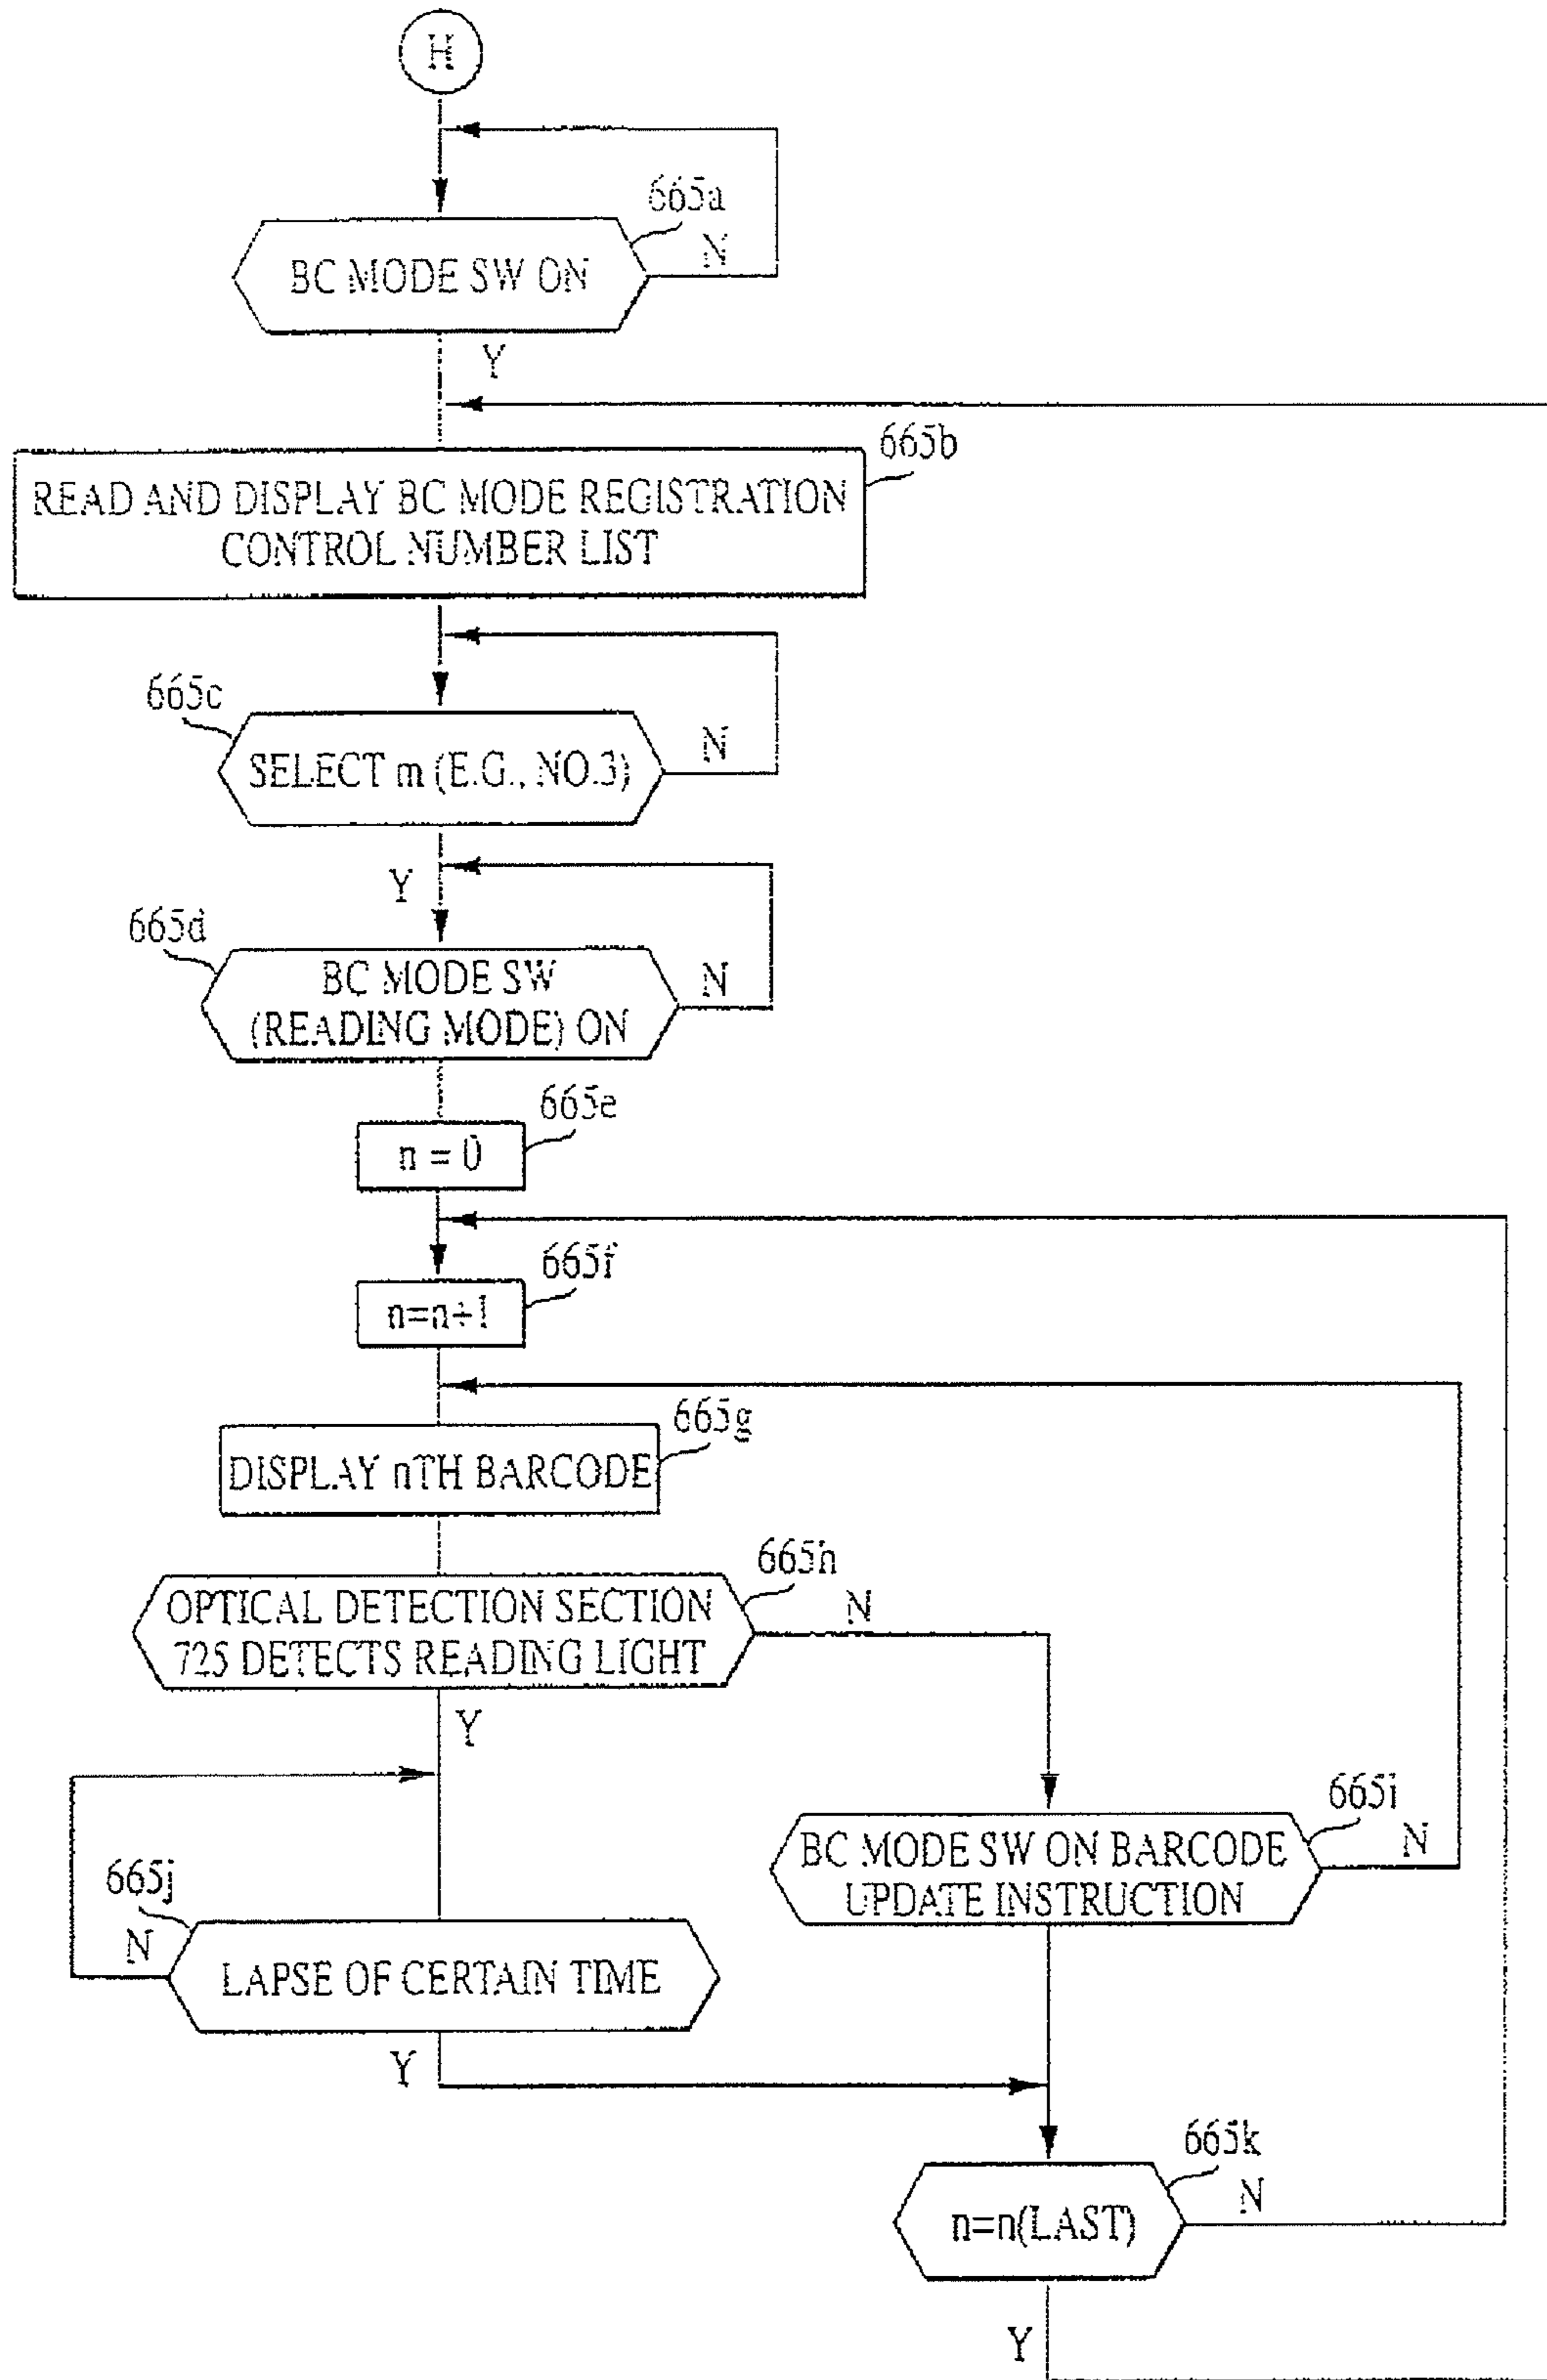 H
665a
N
BC MODE SW ON
Y
665b
READ AND DISPLAY BC MODE REGISTRATION
CONTROL NUMBER LIST
665c
N
SELECT m (E.G., NO.3)
Y
665d
BC MODE SW
N
(READING MODE) ON
665e
n = 0
665f
n=n+1
665g
DISPLAY nTH BARCODE
665h
OPTICAL DETECTION SECTION
N
725 DETECTS READING LIGHT
Y
665i
BC MODE SW ON BARCODE
N
UPDATE INSTRUCTION
665j
N
LAPSE OF CERTAIN TIME
Y
665k
N
n=n(LAST)
Y